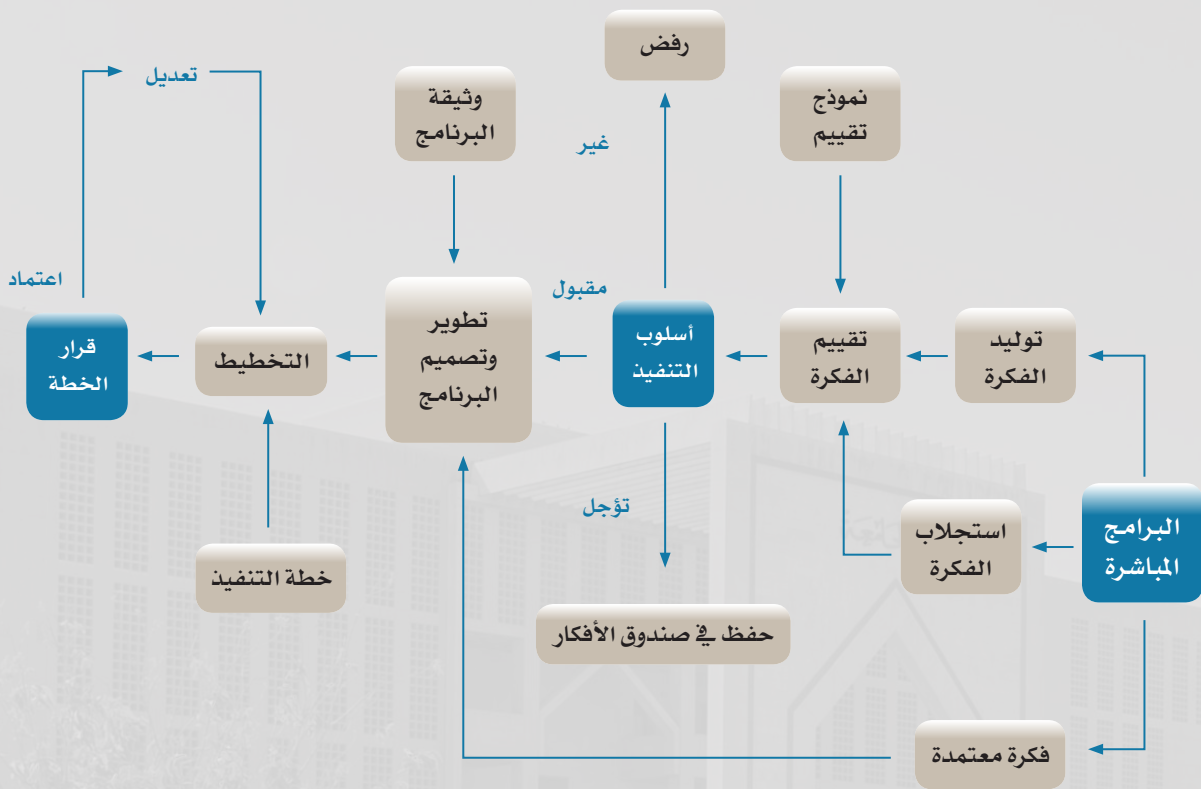 رفض
نموذج
تقييم
وثيقة
البرنامج
تعديل
غير
مقبول
اعتماد
البرامج
المباشرة
توليد
الفكرة
استجلاب
الفكرة
فكرة معتمدة
تقييم
الفكرة
أسلوب
التنفيذ
تؤجل
حفظ في صندوق الأفكار
تطوير
وتصميم
البرنامج
التخطيط
خطة التنفيذ
قرار
الخطة